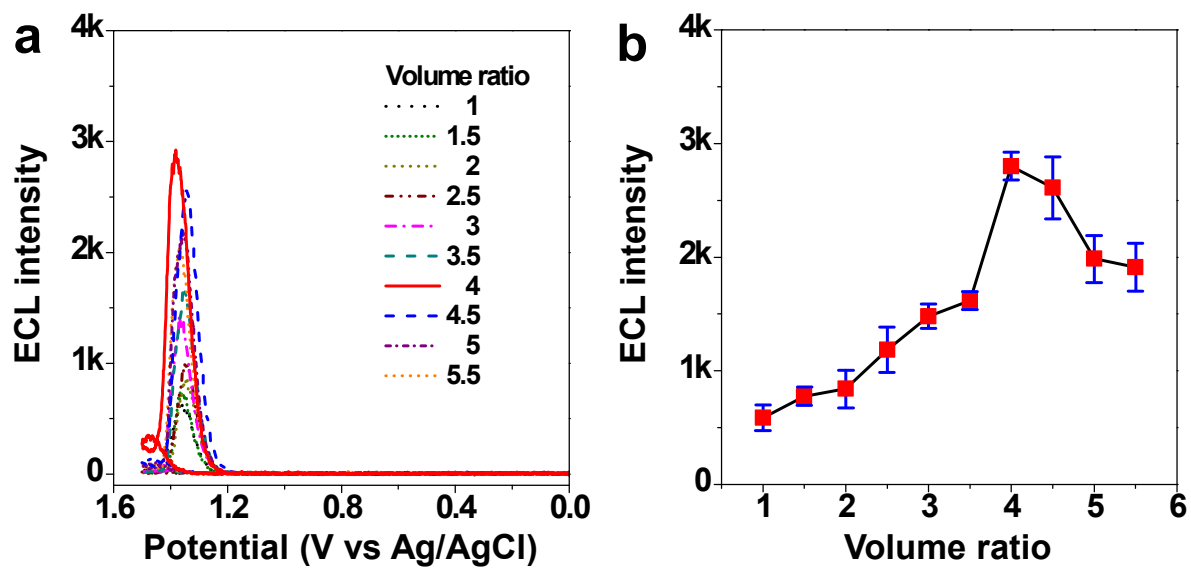 a
4k
3k
2k
1k
0
ECL intensity
1.6 1.2 0.8 0.4 0.0
Potential (V vs Ag/AgCl)
Volume ratio
1
1.5
2
2.5
3
3.5
4
4.5
5
5.5
b
4k
3k
2k
1k
0
ECL intensity
1 2 3 4 5 6
Volume ratio